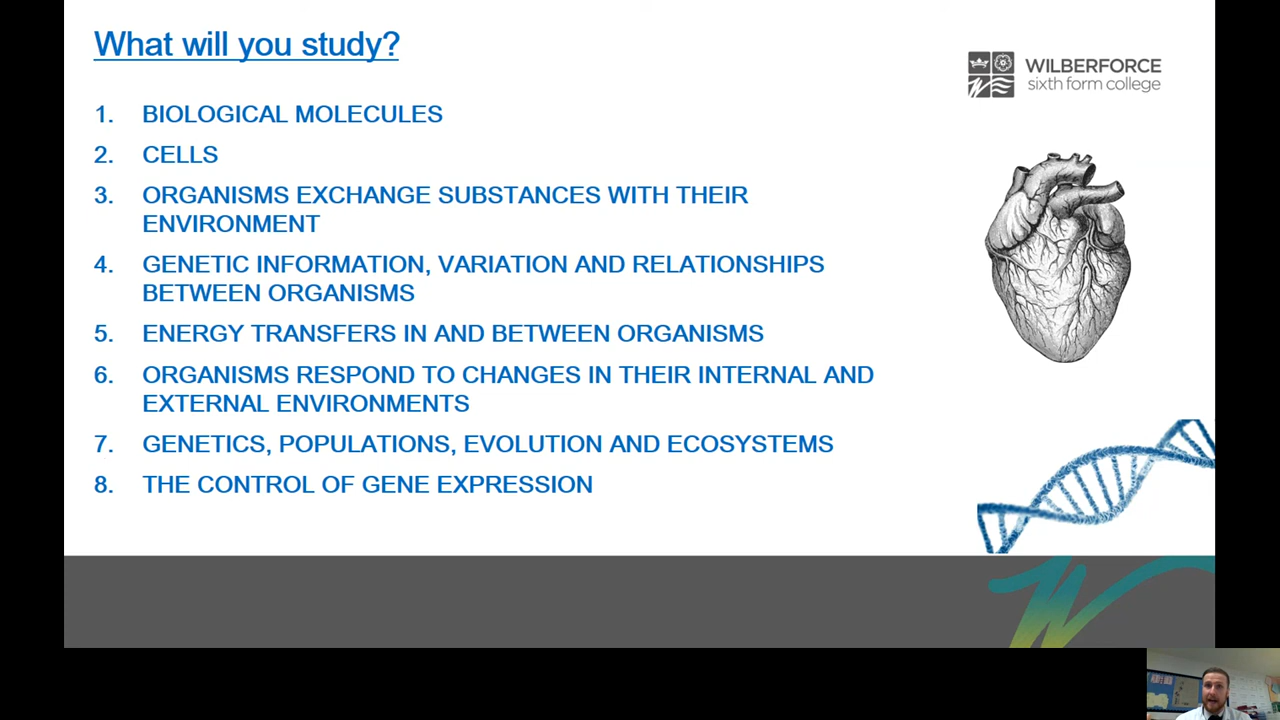 What will you study?
WILBERFORCE
sixth form college
1. BIOLOGICAL MOLECULES
2. CELLS
3. ORGANISMS EXCHANGE SUBSTANCES WITH THEIR
ENVIRONMENT
4. GENETIC INFORMATION, VARIATION AND RELATIONSHIPS
BETWEEN ORGANISMS
5. ENERGY TRANSFERS IN AND BETWEEN ORGANISMS
6. ORGANISMS RESPOND TO CHANGES IN THEIR INTERNAL AND
EXTERNAL ENVIRONMENTS
7. GENETICS, POPULATIONS, EVOLUTION AND ECOSYSTEMS
8. THE CONTROL OF GENE EXPRESSION